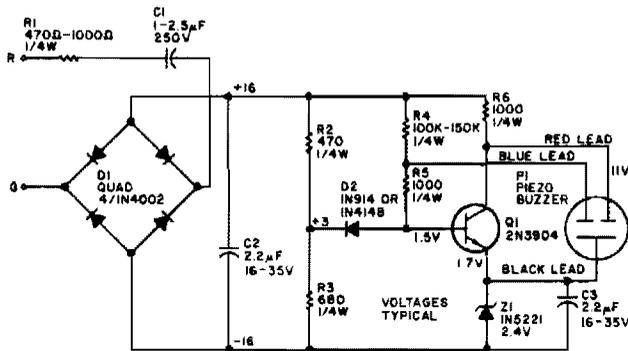 R1
470Ω-1000Ω
1/4W
C1
1-2.5µF
250V
R
G
D1
QUAD
4/1N4002
+16
C2
2.2µF
16-35V
-16
R2
470
1/4W
+3
R3
680
1/4W
D2
1N914 OR
1N4148
R4
100K-150K
1/4W
R5
1000
1/4W
1.5V
R6
1000
1/4W
RED LEAD
BLUE LEAD
11V
P1
PIEZO
BUZZER
Q1
2N3904
1.7V
BLACK LEAD
VOLTAGES
TYPICAL
Z1
1N5221
2.4V
C3
2.2µF
16-35V